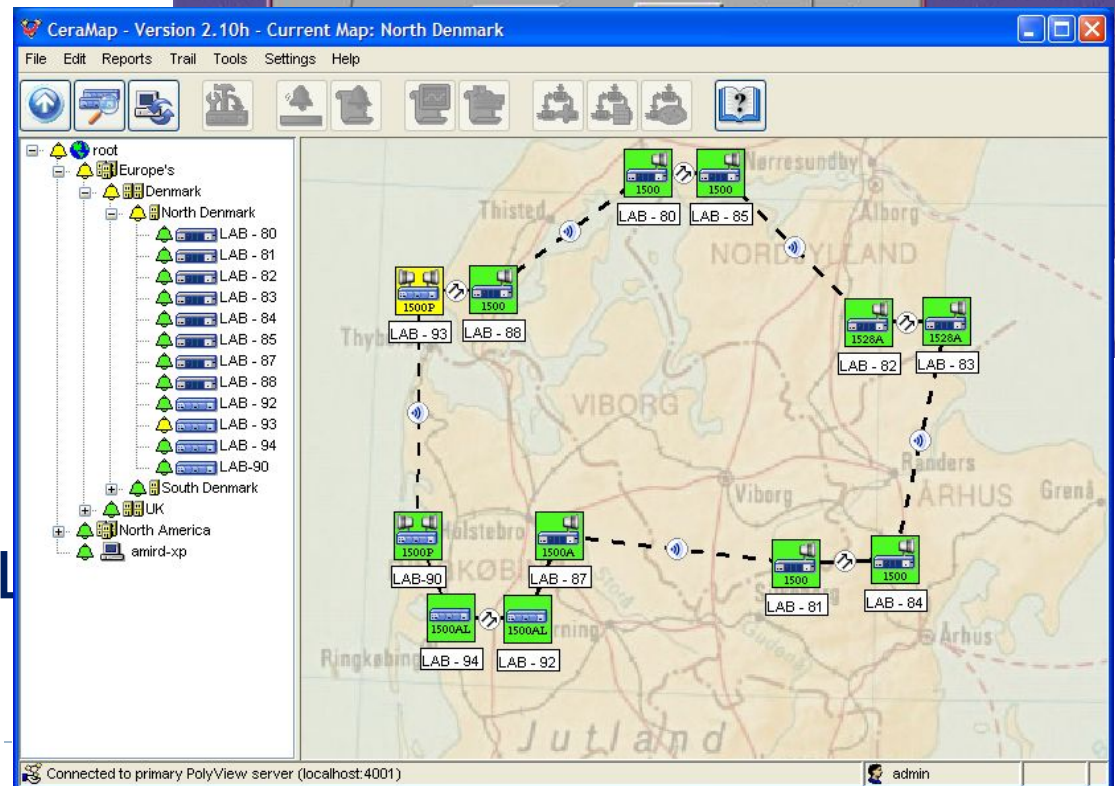 CeraMap - Version 2.10h - Current Map: North Denmark
File Edit Reports Trail Tools Settings Help
root
Europe's
Denmark
North Denmark
LAB - 80
LAB - 81
LAB - 82
LAB - 83
LAB - 84
LAB - 85
LAB - 87
LAB - 88
LAB - 92
LAB - 93
LAB - 94
LAB-90
South Denmark
UK
North America
amird-xp
Nørresundby
1500 1500
LAB - 80 LAB - 85
Thisted
Ålborg
NORDJYLLAND
1500P 1500
LAB - 93 LAB - 88
1528A 1528A
LAB - 82 LAB - 83
VIBORG
Randers
Viborg
ÅRHUS
Grenå
Holstebro
1500P 1500A
LAB-90 LAB - 87
1500 1500
LAB - 81 LAB - 84
1500AL 1500AL
LAB - 94 LAB - 92
Århus
Ringkøbing
Jutland
L
Connected to primary PolyView server (localhost:4001)
admin